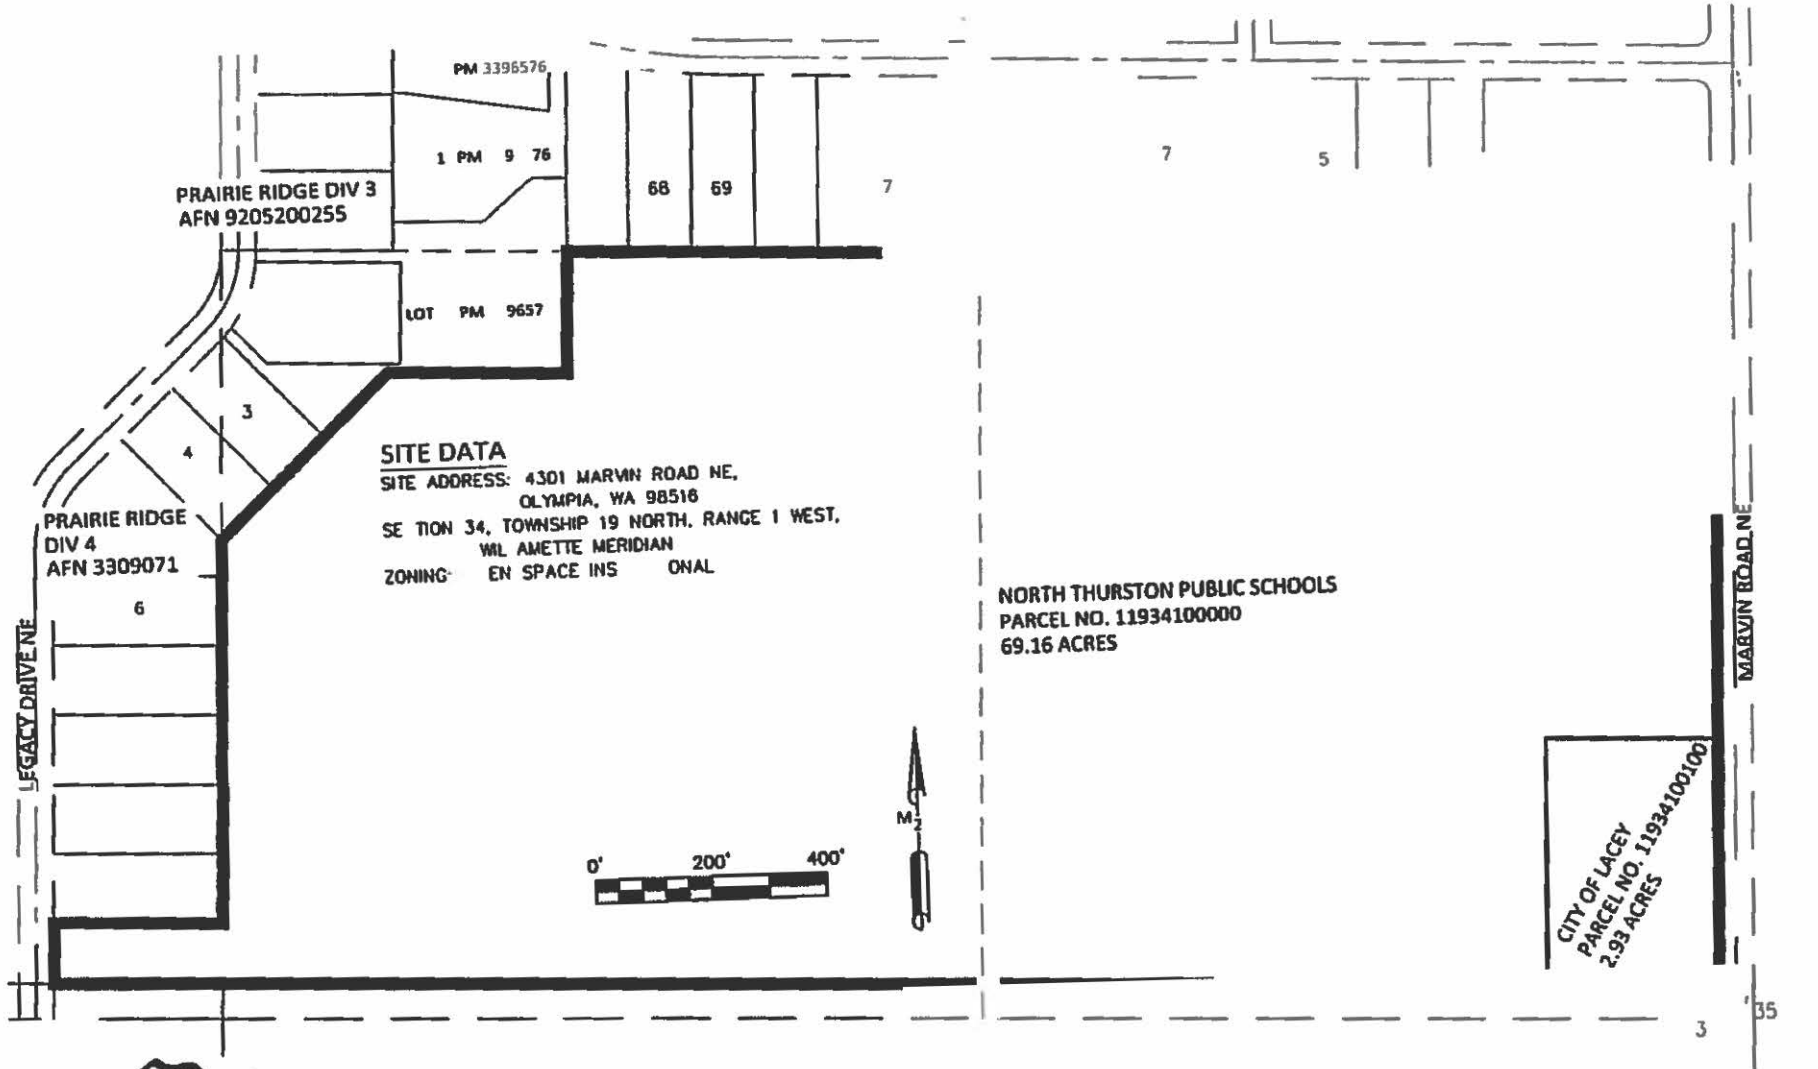 PM 3396576
1 PM 9 76
7
5
PRAIRIE RIDGE DIV 3
AFN 9205200255
68
69
7
LOT PM 9657
3
4
SITE DATA
SITE ADDRESS: 4301 MARVIN ROAD NE,
OLYMPIA, WA 98516
SE TION 34, TOWNSHIP 19 NORTH, RANGE 1 WEST,
WIL AMETTE MERIDIAN
ZONING EN SPACE INS ONAL
PRAIRIE RIDGE
DIV 4
AFN 3309071
6
LEGACY DRIVE NE
NORTH THURSTON PUBLIC SCHOOLS
PARCEL NO. 11934100000
69.16 ACRES
MARVIN ROAD NE
0' 200' 400'
CITY OF LACEY
PARCEL NO. 11934100100
2.93 ACRES
35
3